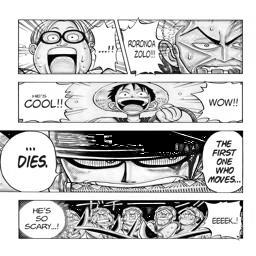 RORONOA
ZOLO!!!
...!!
WOW!!
HE'S
COOL!!
THE
FIRST
ONE
WHO
MOVES...
...
DIES.
EEEEK..!
HE'S
SO
SCARY...!